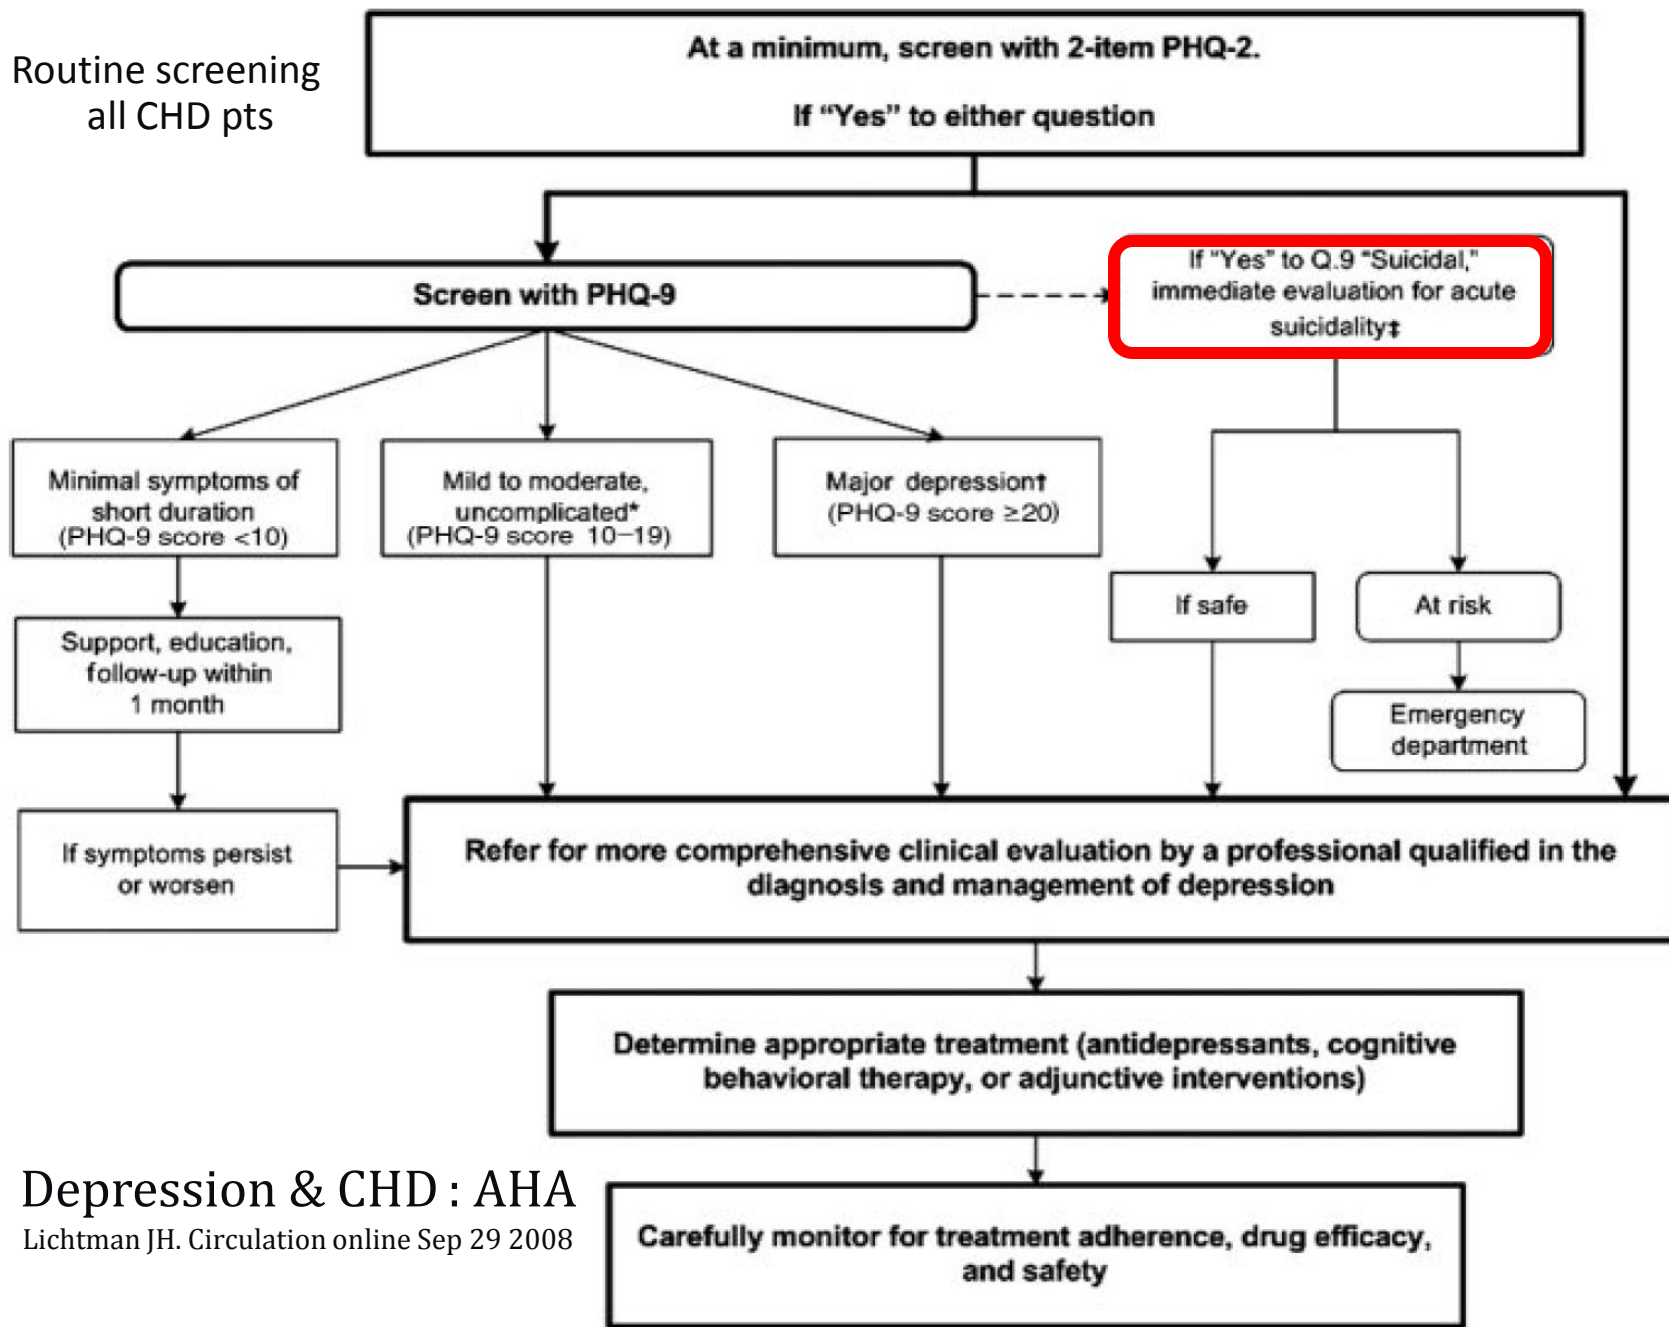 Routine screening
all CHD pts
At a minimum, screen with 2-item PHQ-2.
If “Yes” to either question
Screen with PHQ-9
If "Yes" to Q.9 "Suicidal,"
immediate evaluation for acute
suicidality‡
Minimal symptoms of
short duration
(PHQ-9 score <10)
Mild to moderate,
uncomplicated*
(PHQ-9 score 10–19)
Major depression†
(PHQ-9 score ≥20)
If safe
At risk
Support, education,
follow-up within
1 month
Emergency
department
If symptoms persist
or worsen
Refer for more comprehensive clinical evaluation by a professional qualified in the
diagnosis and management of depression
Determine appropriate treatment (antidepressants, cognitive
behavioral therapy, or adjunctive interventions)
Depression & CHD : AHA
Lichtman JH. Circulation online Sep 29 2008
Carefully monitor for treatment adherence, drug efficacy,
and safety